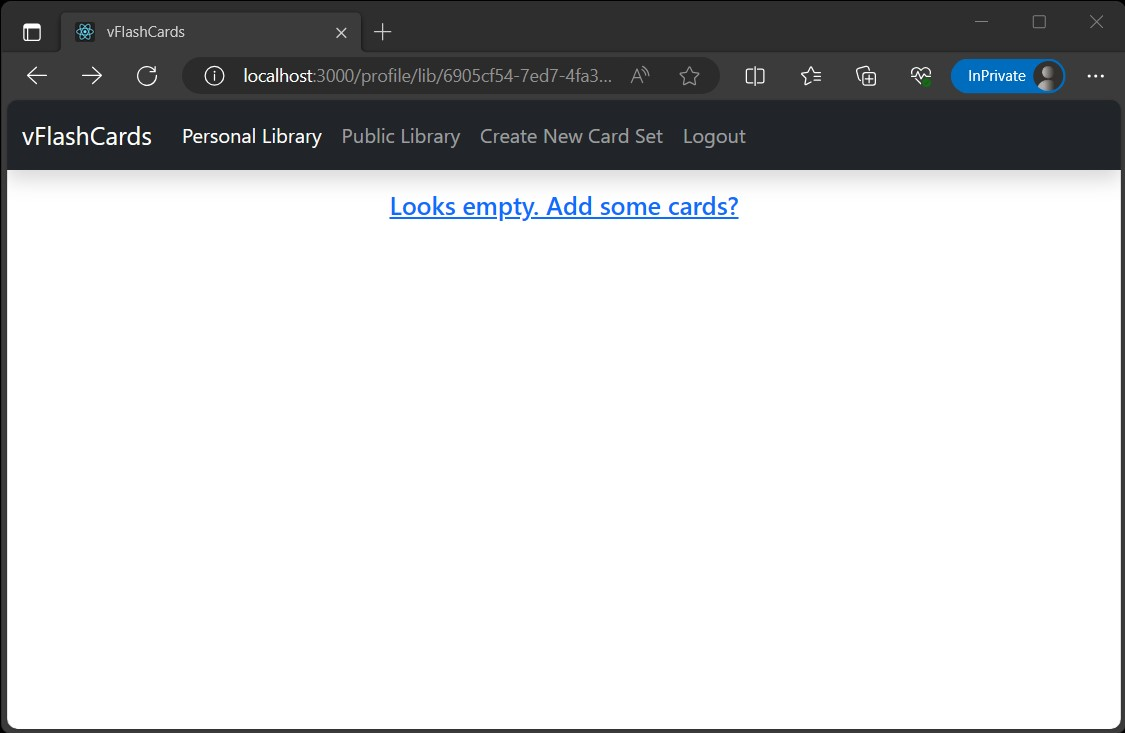 vFlashCards
localhost:3000/profile/lib/6905cf54-7ed7-4fa3...
InPrivate
vFlashCards Personal Library Public Library Create New Card Set Logout
Looks empty. Add some cards?